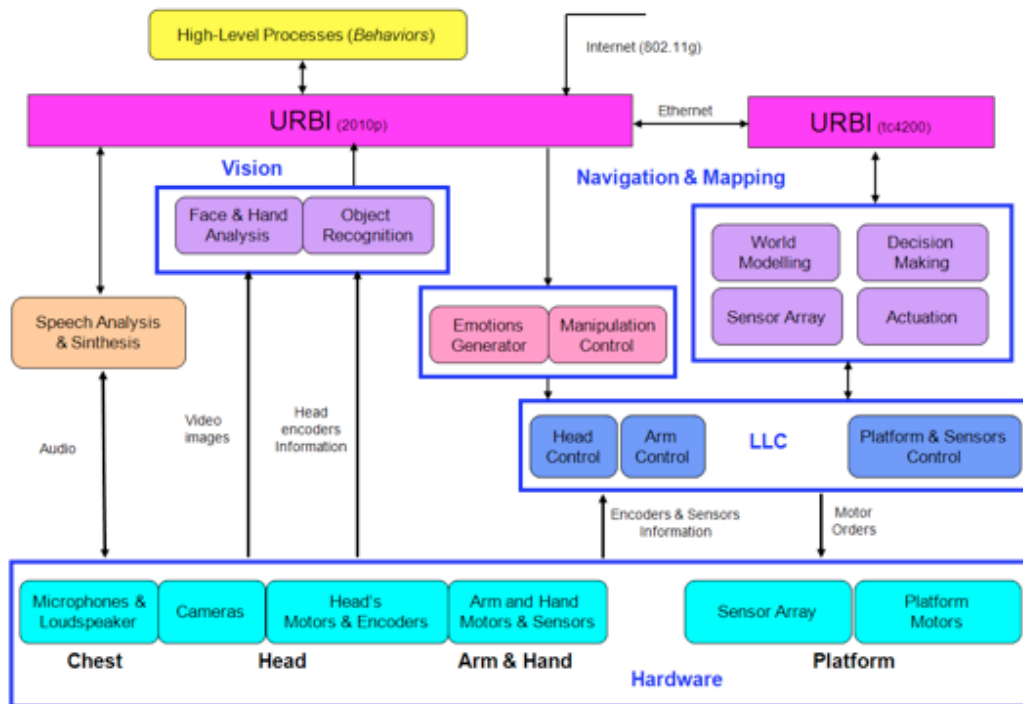 High-Level Processes (Behaviors)
Internet (802.11g)
URBI (2010p)
Ethernet
URBI (tc4200)
Vision
Navigation & Mapping
Face & Hand
Analysis
Object
Recognition
World
Modelling
Decision
Making
Sensor Array
Actuation
Speech Analysis
& Sinthesis
Emotions
Generator
Manipulation
Control
Audio
Video
images
Head
encoders
Information
Head
Control
Arm
Control
LLC
Platform & Sensors
Control
Encoders & Sensors
Information
Motor
Orders
Microphones &
Loudspeaker
Cameras
Head's
Motors & Encoders
Arm and Hand
Motors & Sensors
Sensor Array
Platform
Motors
Chest
Head
Arm & Hand
Platform
Hardware